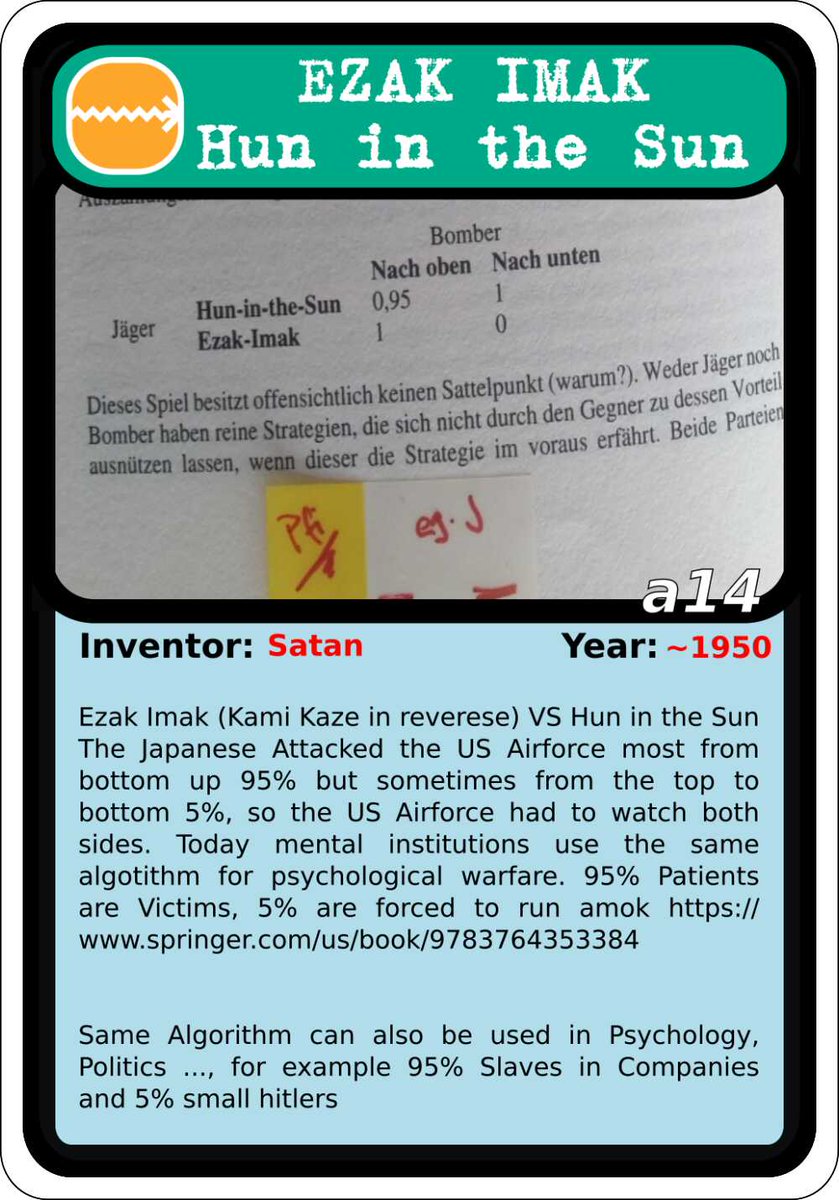 EZAK IMAK
Hun in the Sun
Bomber
Nach oben Nach unten
Jäger Hun-in-the-Sun 0,95 1
Ezak-Imak 1 0
Dieses Spiel besitzt offensichtlich keinen Sattelpunkt (warum?). Weder Jäger noch
Bomber haben reine Strategien, die sich nicht durch den Gegner zu dessen Vorteil
ausnützen lassen, wenn dieser die Strategie im voraus erfährt. Beide Parteien
a14
Inventor: Satan Year: ~1950
Ezak Imak (Kami Kaze in reverese) VS Hun in the Sun
The Japanese Attacked the US Airforce most from
bottom up 95% but sometimes from the top to
bottom 5%, so the US Airforce had to watch both
sides. Today mental institutions use the same
algotithm for psychological warfare. 95% Patients
are Victims, 5% are forced to run amok https://
www.springer.com/us/book/9783764353384
Same Algorithm can also be used in Psychology,
Politics ..., for example 95% Slaves in Companies
and 5% small hitlers